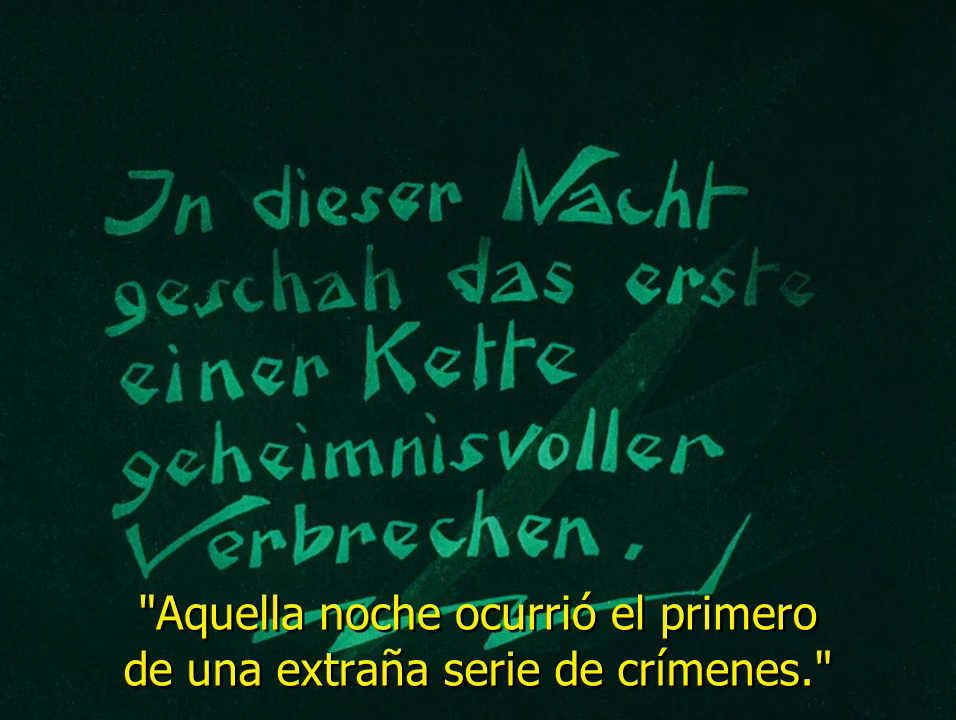 In dieser Nacht
geschah das erste
einer Kette
geheimnisvoller
Verbrechen.
"Aquella noche ocurrió el primero
de una extraña serie de crímenes."